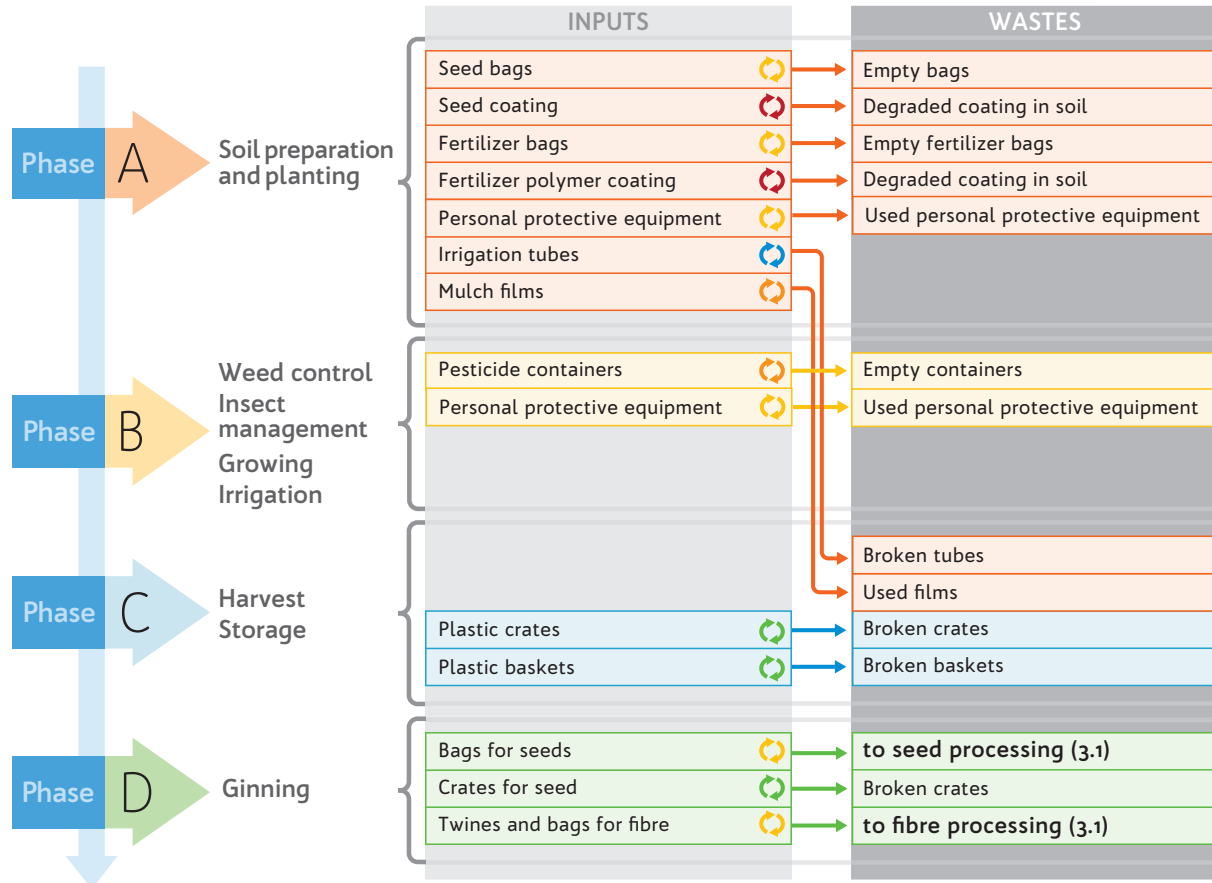 INPUTS
WASTES
Phase
A
Soil preparation
and planting
Seed bags
Empty bags
Seed coating
Degraded coating in soil
Fertilizer bags
Empty fertilizer bags
Fertilizer polymer coating
Degraded coating in soil
Personal protective equipment
Used personal protective equipment
Irrigation tubes
Mulch films
Phase
B
Weed control
Insect
management
Growing
Irrigation
Pesticide containers
Empty containers
Personal protective equipment
Used personal protective equipment
Phase
C
Harvest
Storage
Broken tubes
Used films
Plastic crates
Broken crates
Plastic baskets
Broken baskets
Phase
D
Ginning
Bags for seeds
to seed processing (3.1)
Crates for seed
Broken crates
Twines and bags for fibre
to fibre processing (3.1)